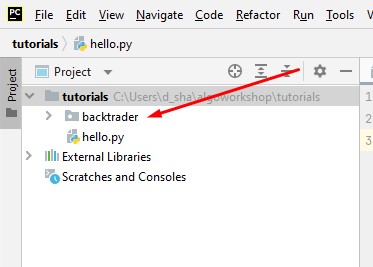 PC File Edit View Navigate Code Refactor Run Tools
tutorials hello.py
Project Project
tutorials C:\Users\d_sha\algoworkshop\tutorials 1
backtrader 2
hello.py 3
External Libraries
Scratches and Consoles